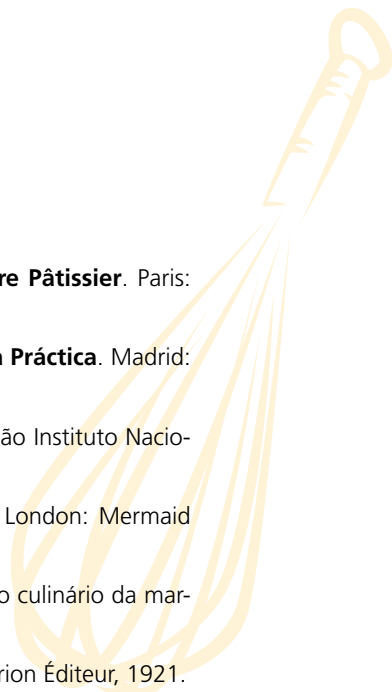 re Pâtissier. Paris:
a Práctica. Madrid:
ão Instituto Nacio-
London: Mermaid
o culinário da mar-
rion Éditeur, 1921.